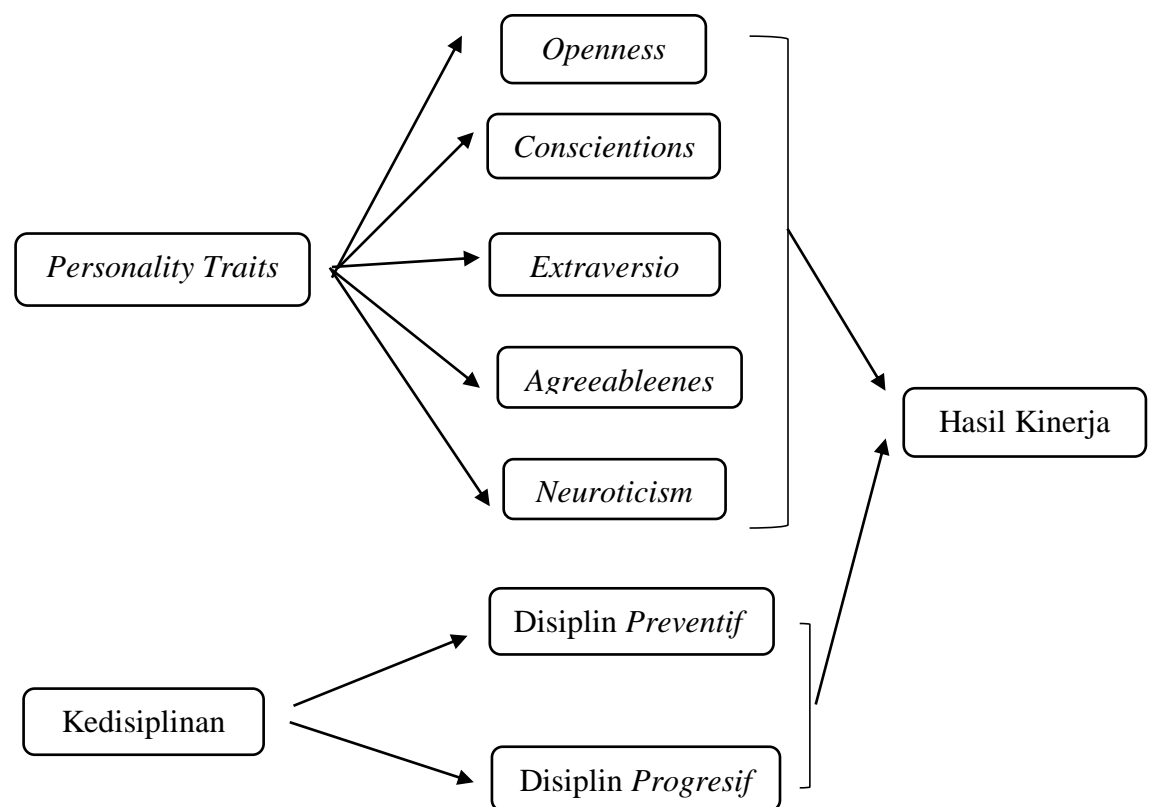 Openness
Conscientions
Personality Traits
Extraversio
Agreeableenes
Hasil Kinerja
Neuroticism
Disiplin Preventif
Kedisiplinan
Disiplin Progresif